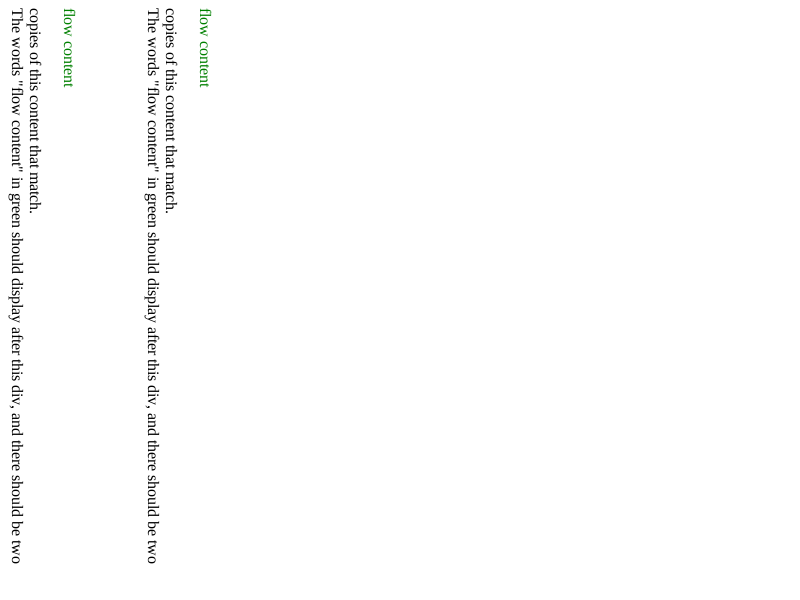 The words "flow content" in green should display after this div, and there should be two
copies of this content that match.
flow content
The words "flow content" in green should display after this div, and there should be two
copies of this content that match.
flow content